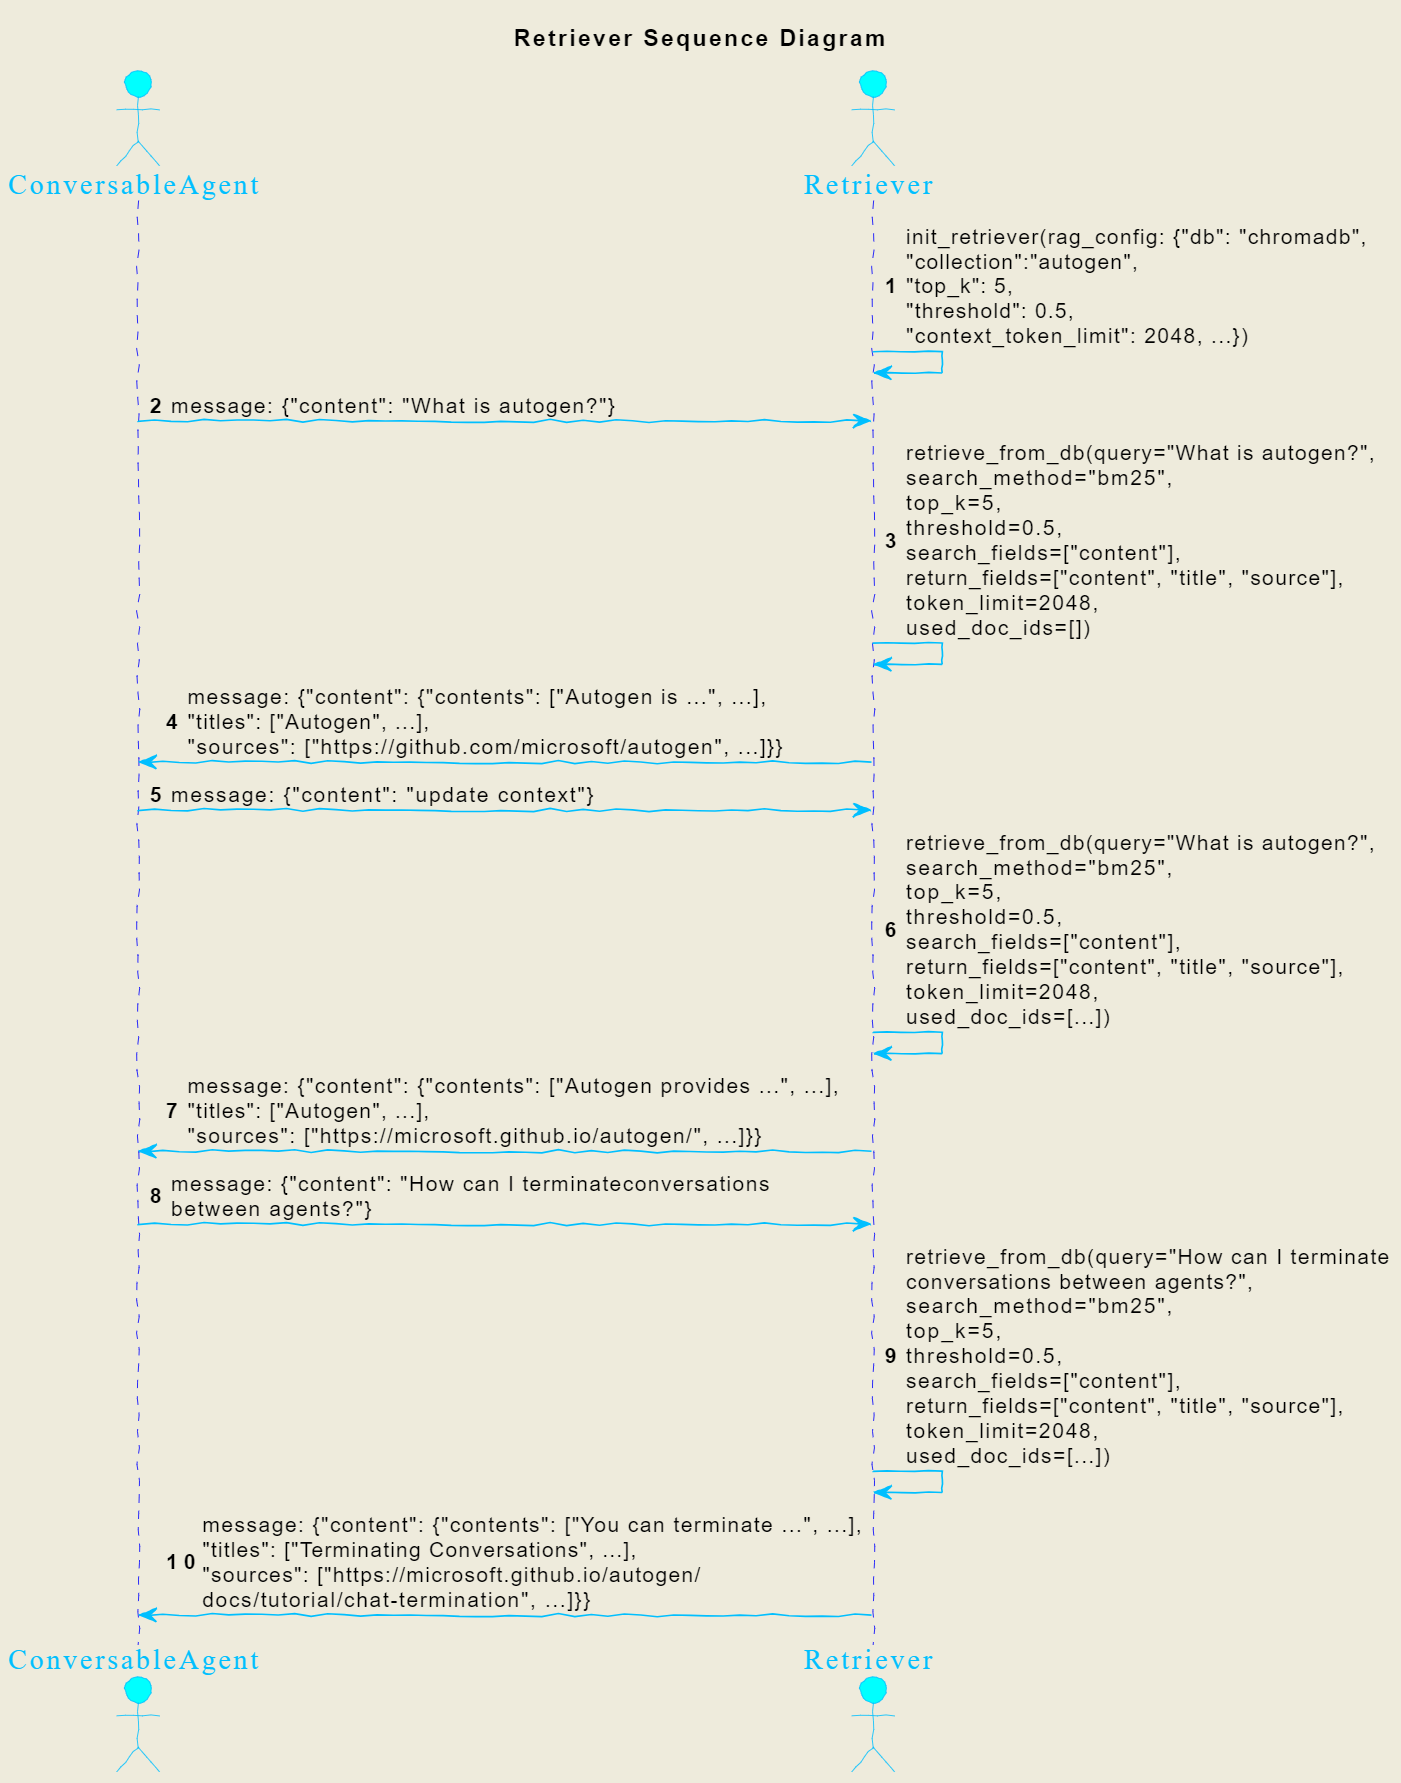 Retriever Sequence Diagram
ConversableAgent
Retriever
init_retriever(rag_config: {"db": "chromadb",
"collection":"autogen",
1 "top_k": 5,
"threshold": 0.5,
"context_token_limit": 2048, ...})
2 message: {"content": "What is autogen?"}
retrieve_from_db(query="What is autogen?",
search_method="bm25",
top_k=5,
threshold=0.5,
3
search_fields=["content"],
return_fields=["content", "title", "source"],
token_limit=2048,
used_doc_ids=[])
message: {"content": {"contents": ["Autogen is ...", ...],
4 "titles": ["Autogen", ...],
"sources": ["https://github.com/microsoft/autogen", ...]}}
5 message: {"content": "update context"}
retrieve_from_db(query="What is autogen?",
search_method="bm25",
top_k=5,
threshold=0.5,
6
search_fields=["content"],
return_fields=["content", "title", "source"],
token_limit=2048,
used_doc_ids=[...])
message: {"content": {"contents": ["Autogen provides ...", ...],
7 "titles": ["Autogen", ...],
"sources": ["https://microsoft.github.io/autogen/", ...]}}
8
message: {"content": "How can I terminateconversations
between agents?"}
retrieve_from_db(query="How can I terminate
conversations between agents?",
search_method="bm25",
top_k=5,
9 threshold=0.5,
search_fields=["content"],
return_fields=["content", "title", "source"],
token_limit=2048,
used_doc_ids=[...])
message: {"content": {"contents": ["You can terminate ...", ...],
10
"titles": ["Terminating Conversations", ...],
"sources": ["https://microsoft.github.io/autogen/
docs/tutorial/chat-termination", ...]}}
ConversableAgent
Retriever